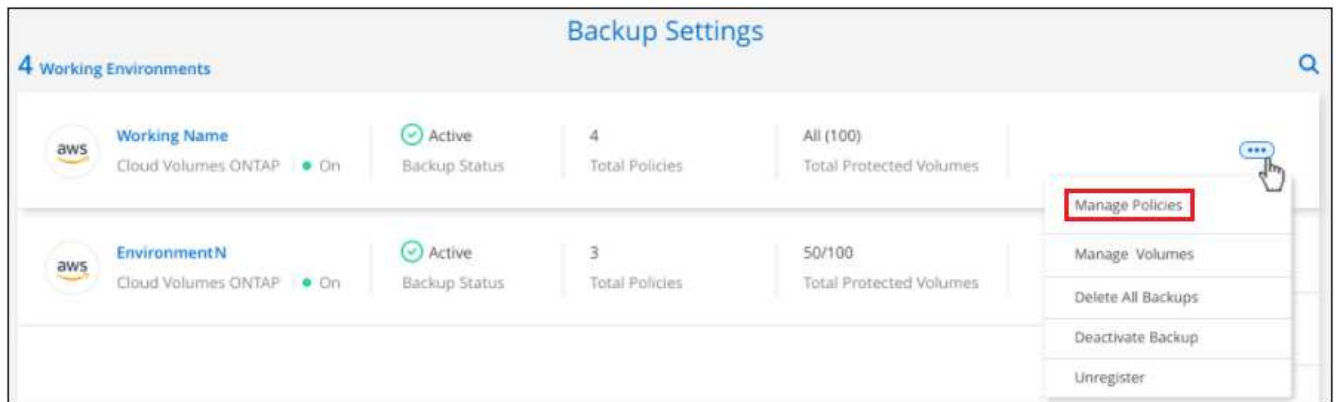 Backup Settings
4 Working Environments
aws
Working Name
Cloud Volumes ONTAP
On
Active
Backup Status
4
Total Policies
All (100)
Total Protected Volumes
Manage Policies
Manage Volumes
Delete All Backups
Deactivate Backup
Unregister
aws
EnvironmentN
Cloud Volumes ONTAP
On
Active
Backup Status
3
Total Policies
50/100
Total Protected Volumes